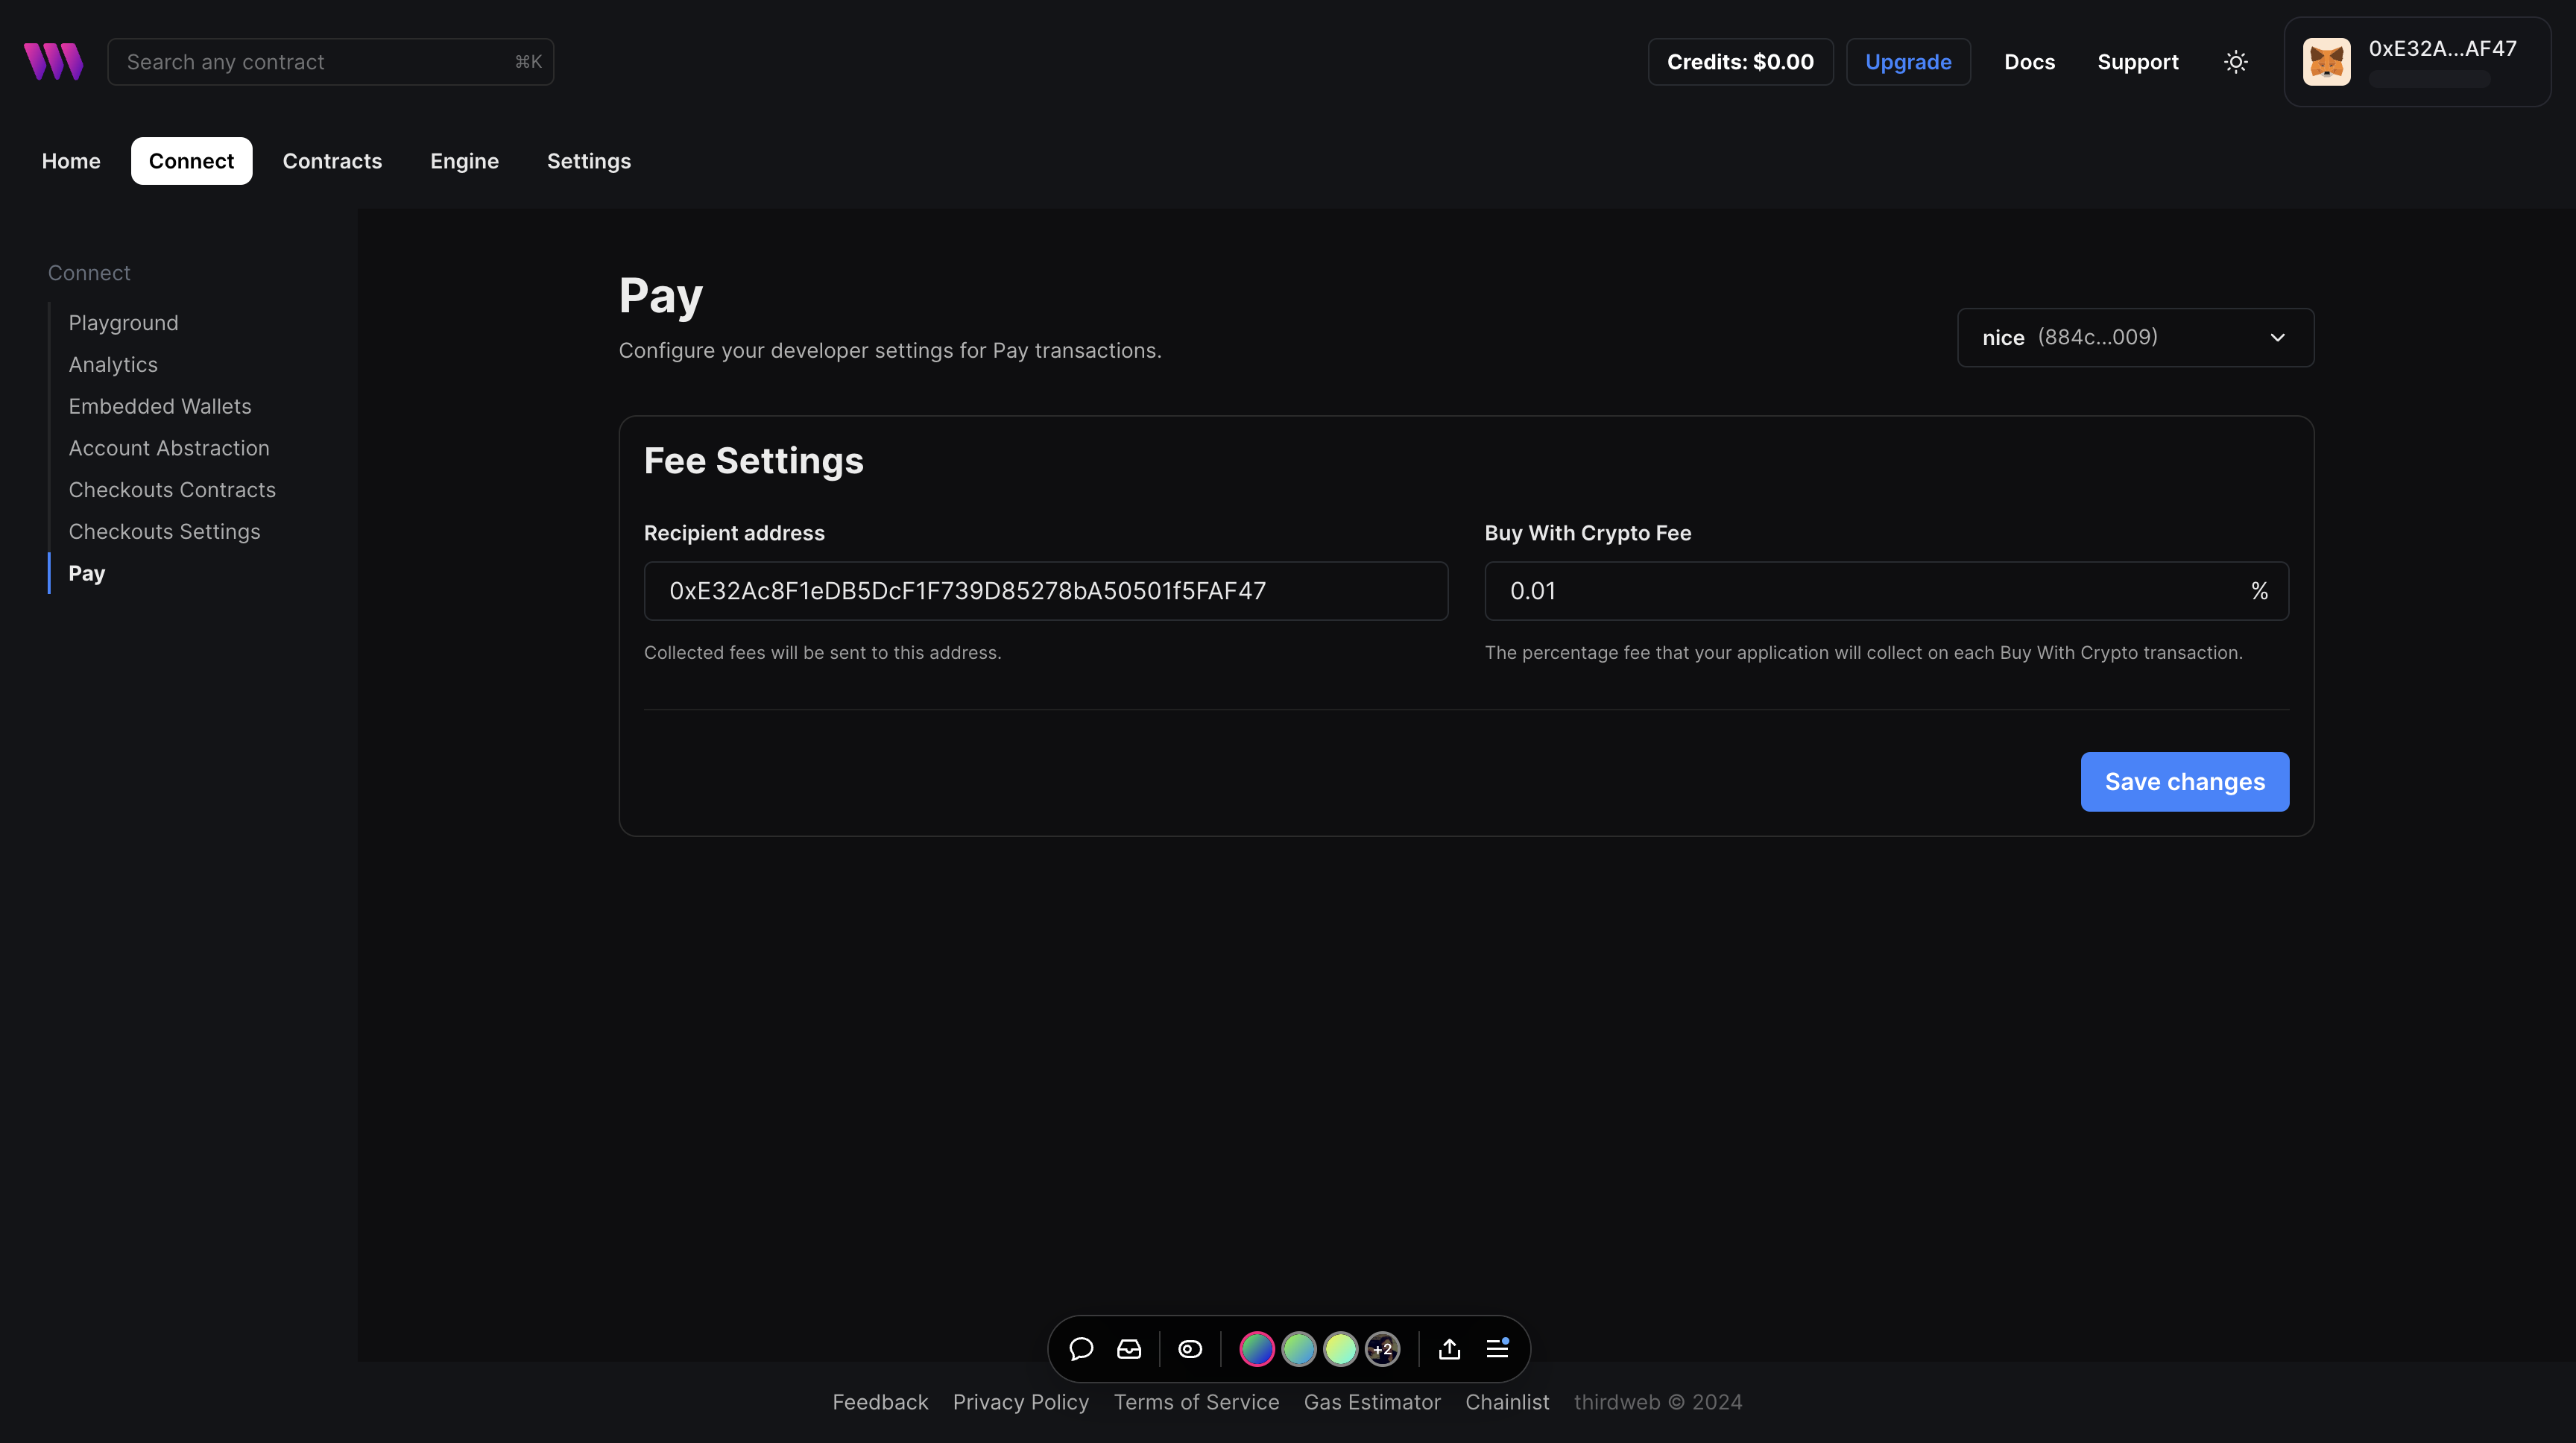 Search any contract ⌘K
Credits: $0.00
Upgrade
Docs
Support
0xE32A...AF47
Home
Connect
Contracts
Engine
Settings
Connect
Playground
Analytics
Embedded Wallets
Account Abstraction
Checkouts Contracts
Checkouts Settings
Pay
Pay
Configure your developer settings for Pay transactions.
nice (884c...009)
Fee Settings
Recipient address
0xE32Ac8F1eDB5DcF1F739D85278bA50501f5FAF47
Collected fees will be sent to this address.
Buy With Crypto Fee
0.01 %
The percentage fee that your application will collect on each Buy With Crypto transaction.
Save changes
+2
Feedback
Privacy Policy
Terms of Service
Gas Estimator
Chainlist
thirdweb © 2024